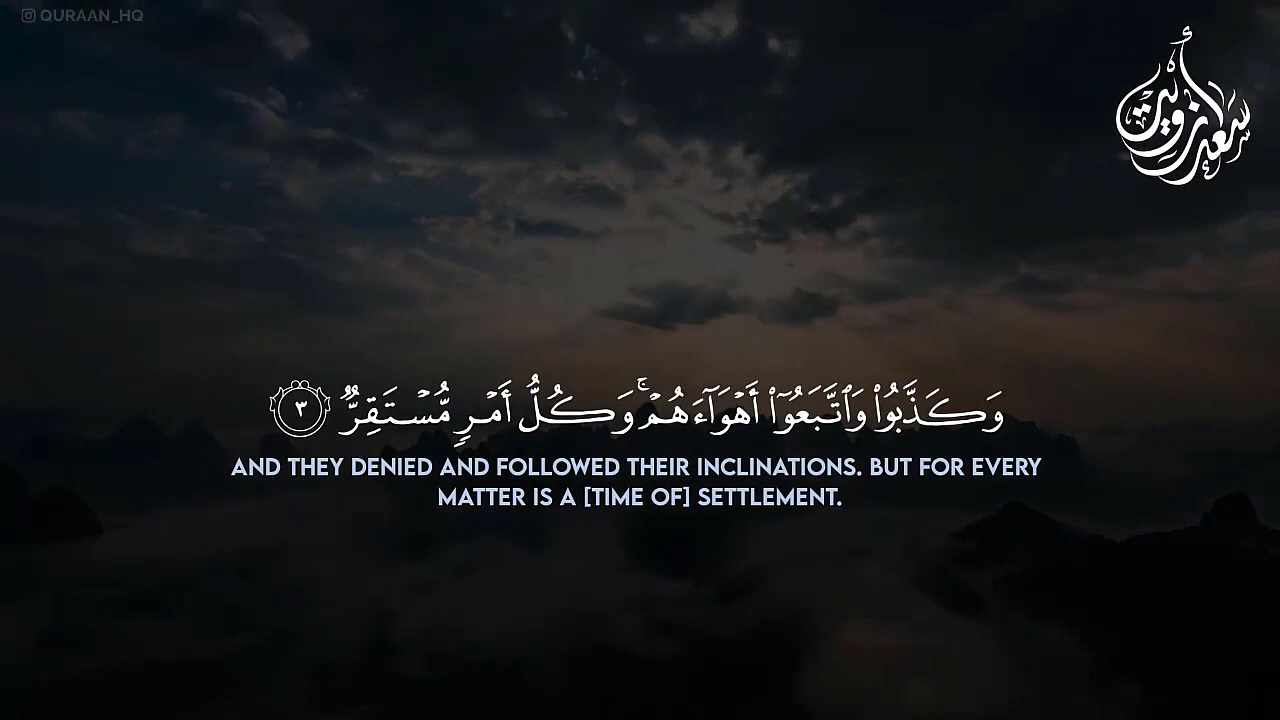 QURAAN_HQ
وَكَذَّبُوا۟ وَٱتَّبَعُوٓا۟ أَهْوَآءَهُمْ ۚ وَكُلُّ أَمْرٍ مُّسْتَقِرٌّ ٣
AND THEY DENIED AND FOLLOWED THEIR INCLINATIONS. BUT FOR EVERY
MATTER IS A [TIME OF] SETTLEMENT.